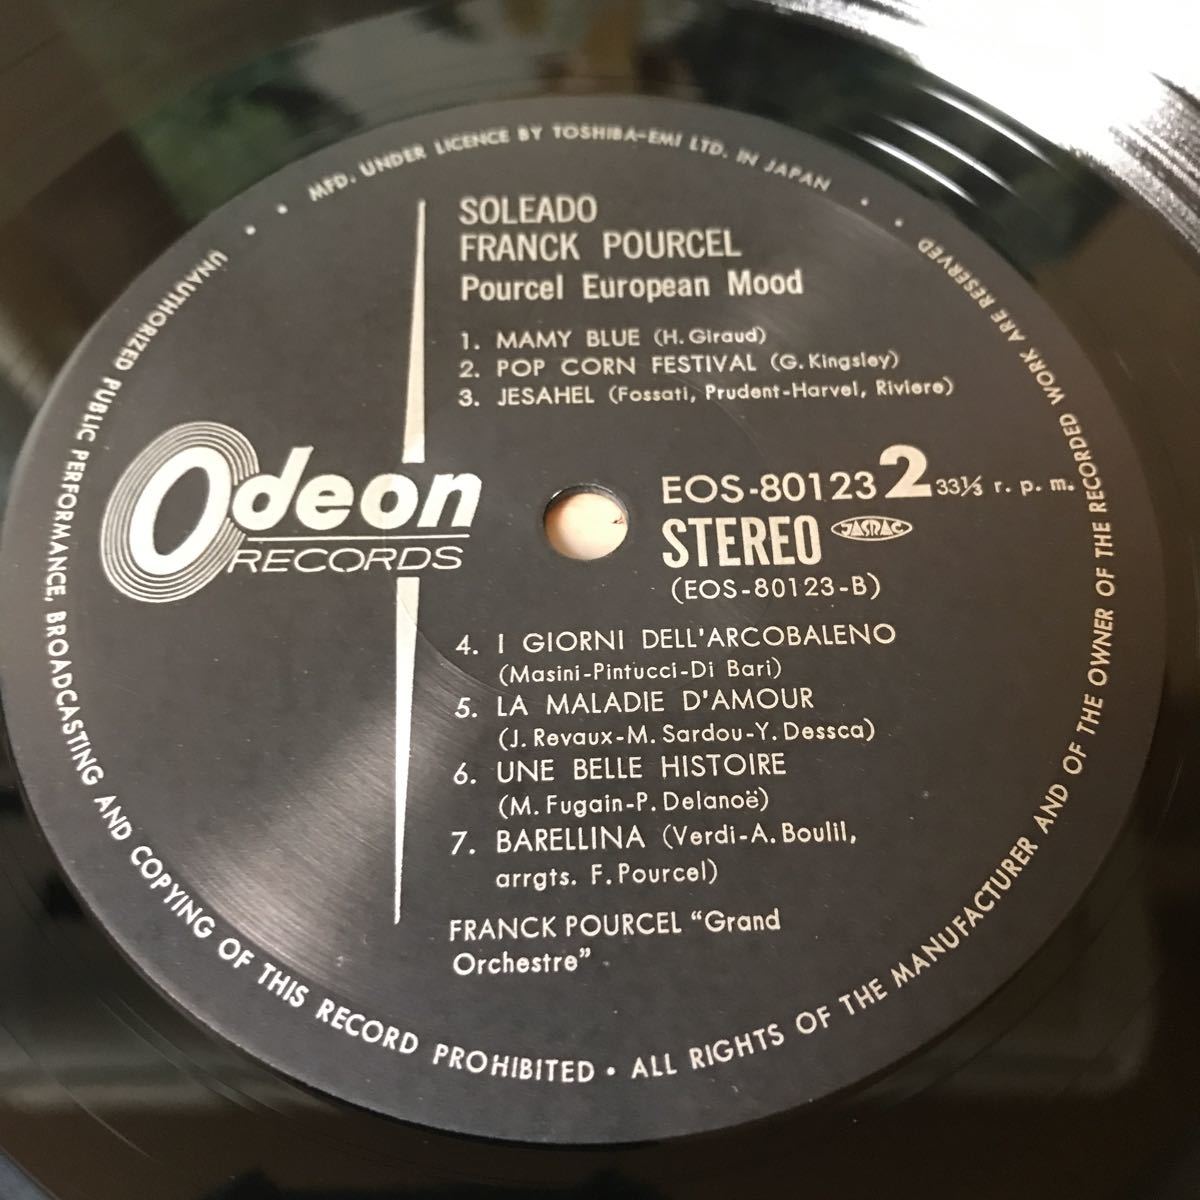 MFD. UNDER LICENCE BY TOSHIBA-EMI LTD. IN JAPAN
SOLEADO
FRANCK POURCEL
Pourcel European Mood
1. MAMY BLUE (H. Giraud)
2. POP CORN FESTIVAL (G. Kingsley)
3. JESAHEL (Fossati, Prudent-Harvel, Riviere)
Odeon
RECORDS
EOS-80123 2 33⅓ r. p. m.
STEREO JASRAC
(EOS-80123-B)
4. I GIORNI DELL'ARCOBALENO
(Masini-Pintucci-Di Bari)
5. LA MALADIE D'AMOUR
(J. Revaux-M. Sardou-Y. Dessca)
6. UNE BELLE HISTOIRE
(M. Fugain-P. Delanoë)
7. BARELLINA (Verdi-A. Boulil,
arrgts. F. Pourcel)
FRANCK POURCEL “Grand
Orchestre”
UNAUTHORIZED PUBLIC PERFORMANCE, BROADCASTING AND COPYING OF THIS RECORD PROHIBITED • ALL RIGHTS OF THE MANUFACTURER AND OF THE OWNER OF THE RECORDED WORK ARE RESERVED